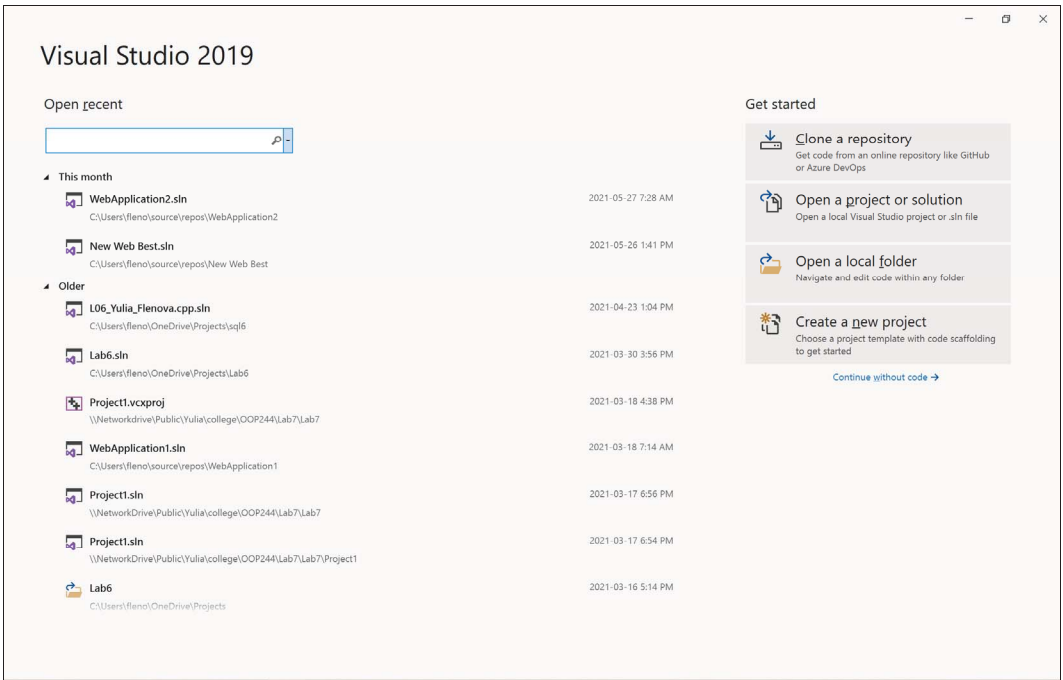 Visual Studio 2019
Open recent
This month
WebApplication2.sln 2021-05-27 7:28 AM
C:\Users\fleno\source\repos\WebApplication2
New Web Best.sln 2021-05-26 1:41 PM
C:\Users\fleno\source\repos\New Web Best
Older
L06_Yulia_Flenova.cpp.sln 2021-04-23 1:04 PM
C:\Users\fleno\OneDrive\Projects\sql6
Lab6.sln 2021-03-30 3:56 PM
C:\Users\fleno\OneDrive\Projects\Lab6
Project1.vcxproj 2021-03-18 4:38 PM
\\Networkdrive\Public\Yulia\college\OOP244\Lab7\Lab7
WebApplication1.sln 2021-03-18 7:14 AM
C:\Users\fleno\source\repos\WebApplication1
Project1.sln 2021-03-17 6:56 PM
\\NetworkDrive\Public\Yulia\college\OOP244\Lab7\Lab7
Project1.sln 2021-03-17 6:54 PM
\\NetworkDrive\Public\Yulia\college\OOP244\Lab7\Lab7\Project1
Lab6 2021-03-16 5:14 PM
C:\Users\fleno\OneDrive\Projects
Get started
Clone a repository
Get code from an online repository like GitHub
or Azure DevOps
Open a project or solution
Open a local Visual Studio project or .sln file
Open a local folder
Navigate and edit code within any folder
Create a new project
Choose a project template with code scaffolding
to get started
Continue without code →